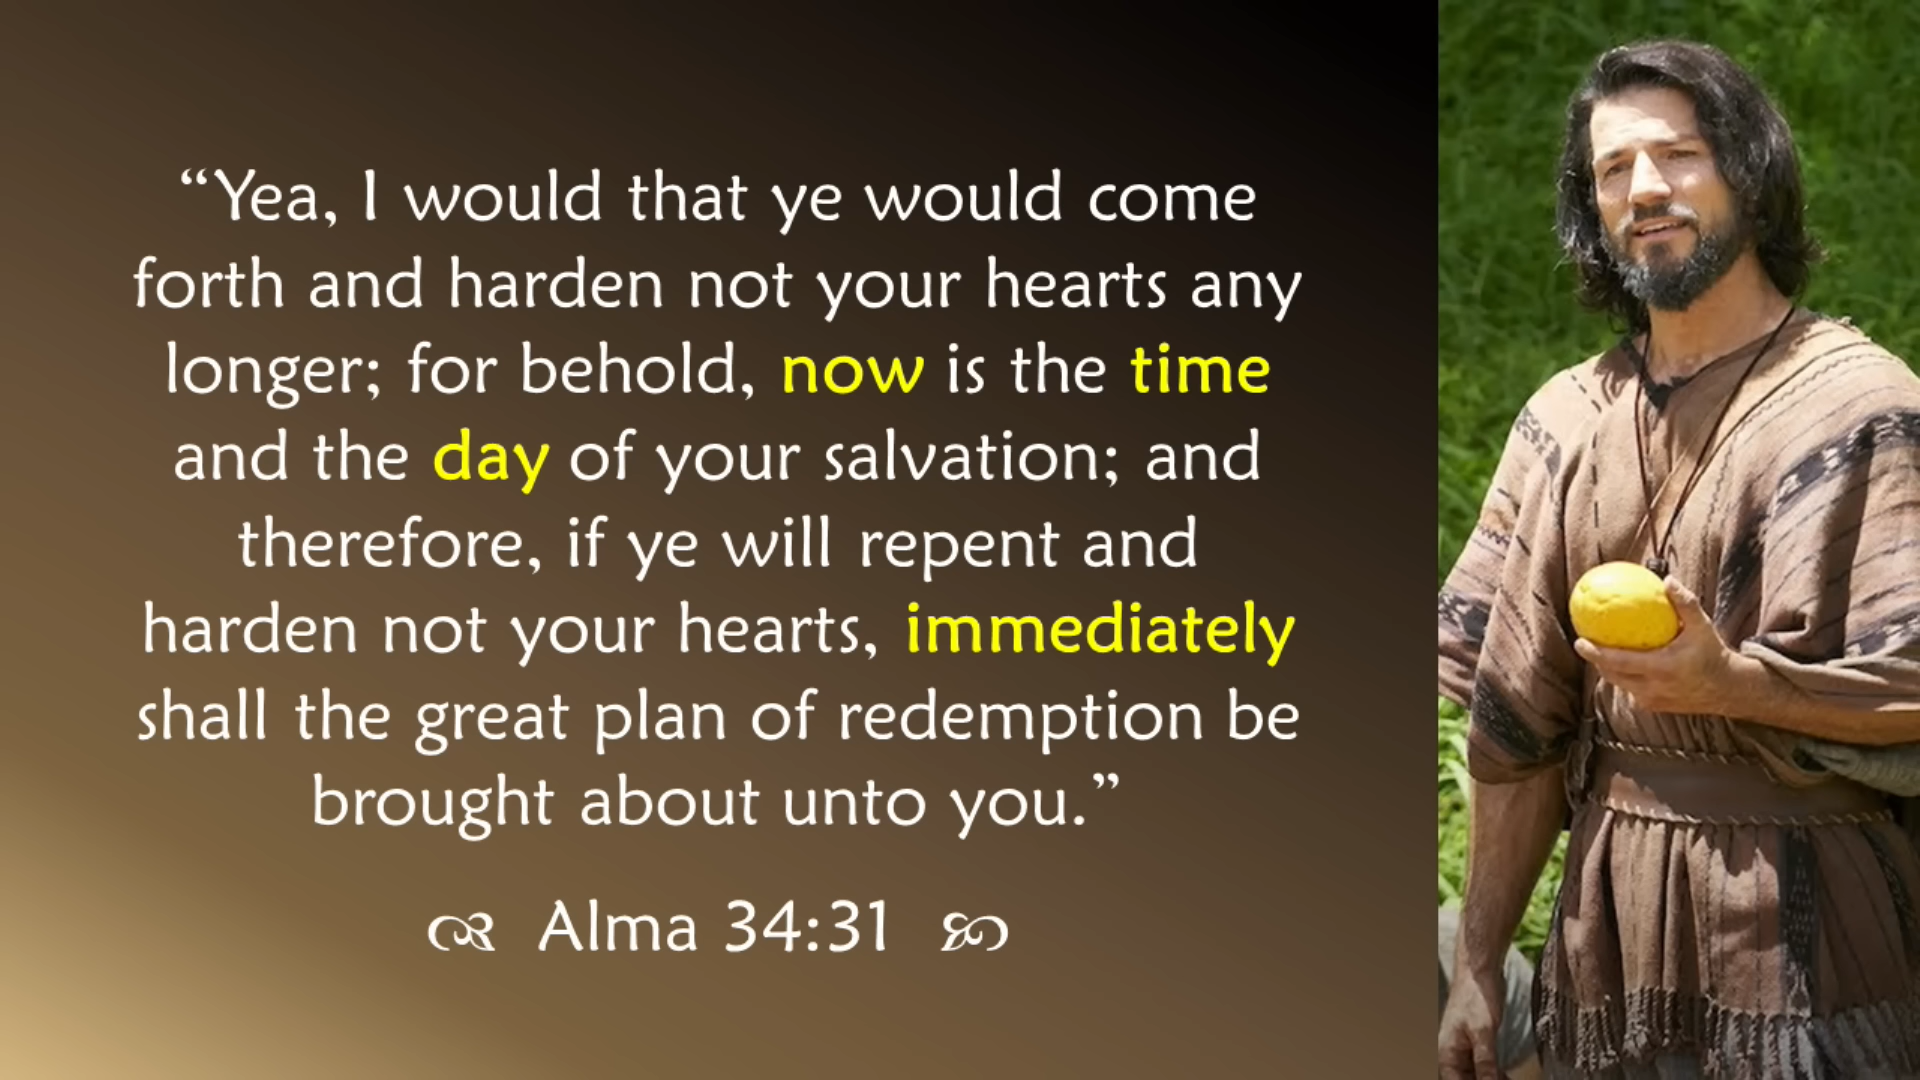 “Yea, I would that ye would come
forth and harden not your hearts any
longer; for behold, now is the time
and the day of your salvation; and
therefore, if ye will repent and
harden not your hearts, immediately
shall the great plan of redemption be
brought about unto you.”
Alma 34:31